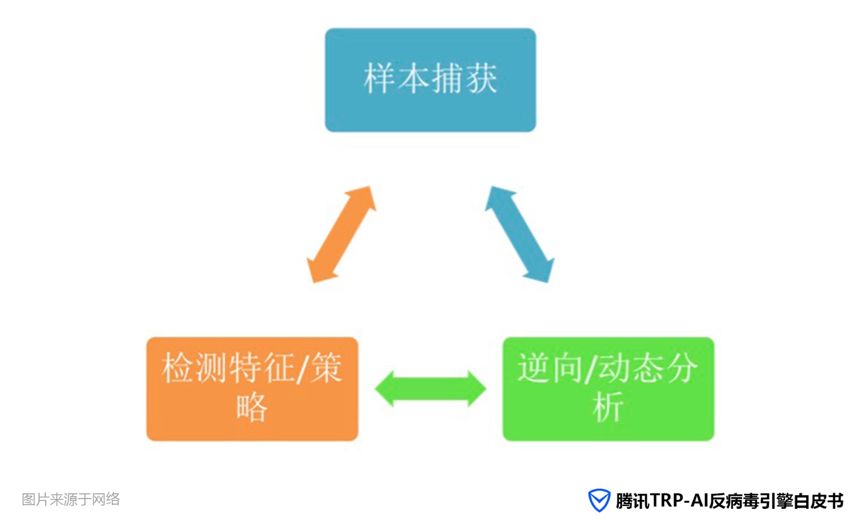 样本捕获
检测特征/策
略
逆向/动态分
析
图片来源于网络
腾讯TRP-AI反病毒引擎白皮书